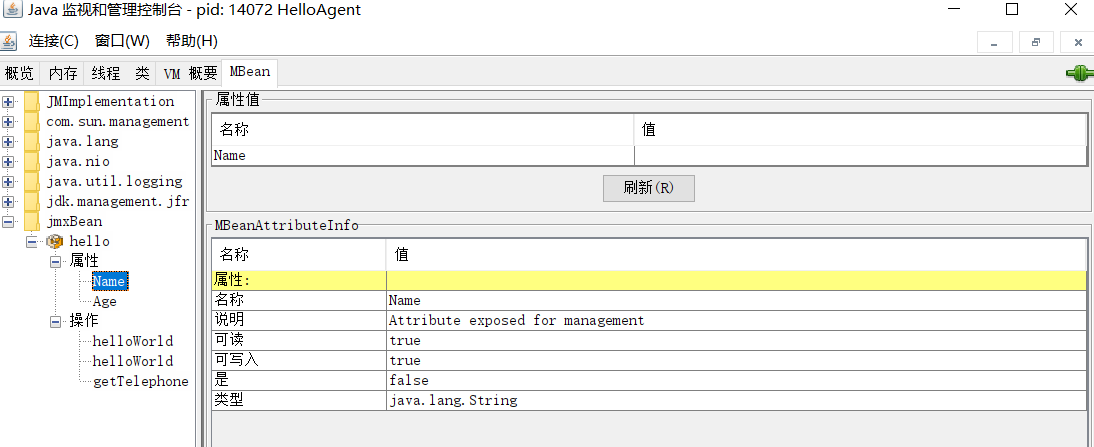 Java 监视和管理控制台 - pid: 14072 HelloAgent
连接(C) 窗口(W) 帮助(H)
概览 内存 线程 类 VM 概要 MBean
JMImplementation
com.sun.management
java.lang
java.nio
java.util.logging
jdk.management.jfr
jmxBean
hello
属性
Name
Age
操作
helloWorld
helloWorld
getTelephone
属性值
名称 值
Name
刷新(R)
MBeanAttributeInfo
名称 值
属性:
名称 Name
说明 Attribute exposed for management
可读 true
可写入 true
是 false
类型 java.lang.String